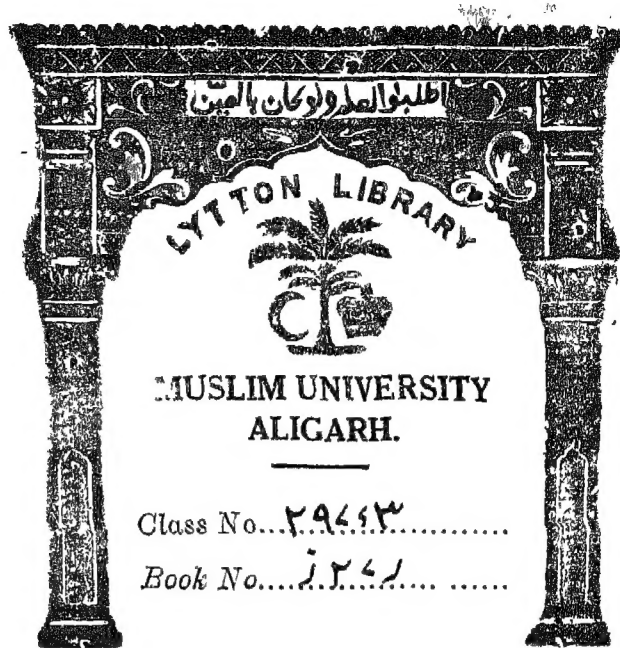 اطلبوا العلم ولو كان بالصين
LYTTON LIBRARY
MUSLIM UNIVERSITY
ALIGARH.
Class No.
Book No.